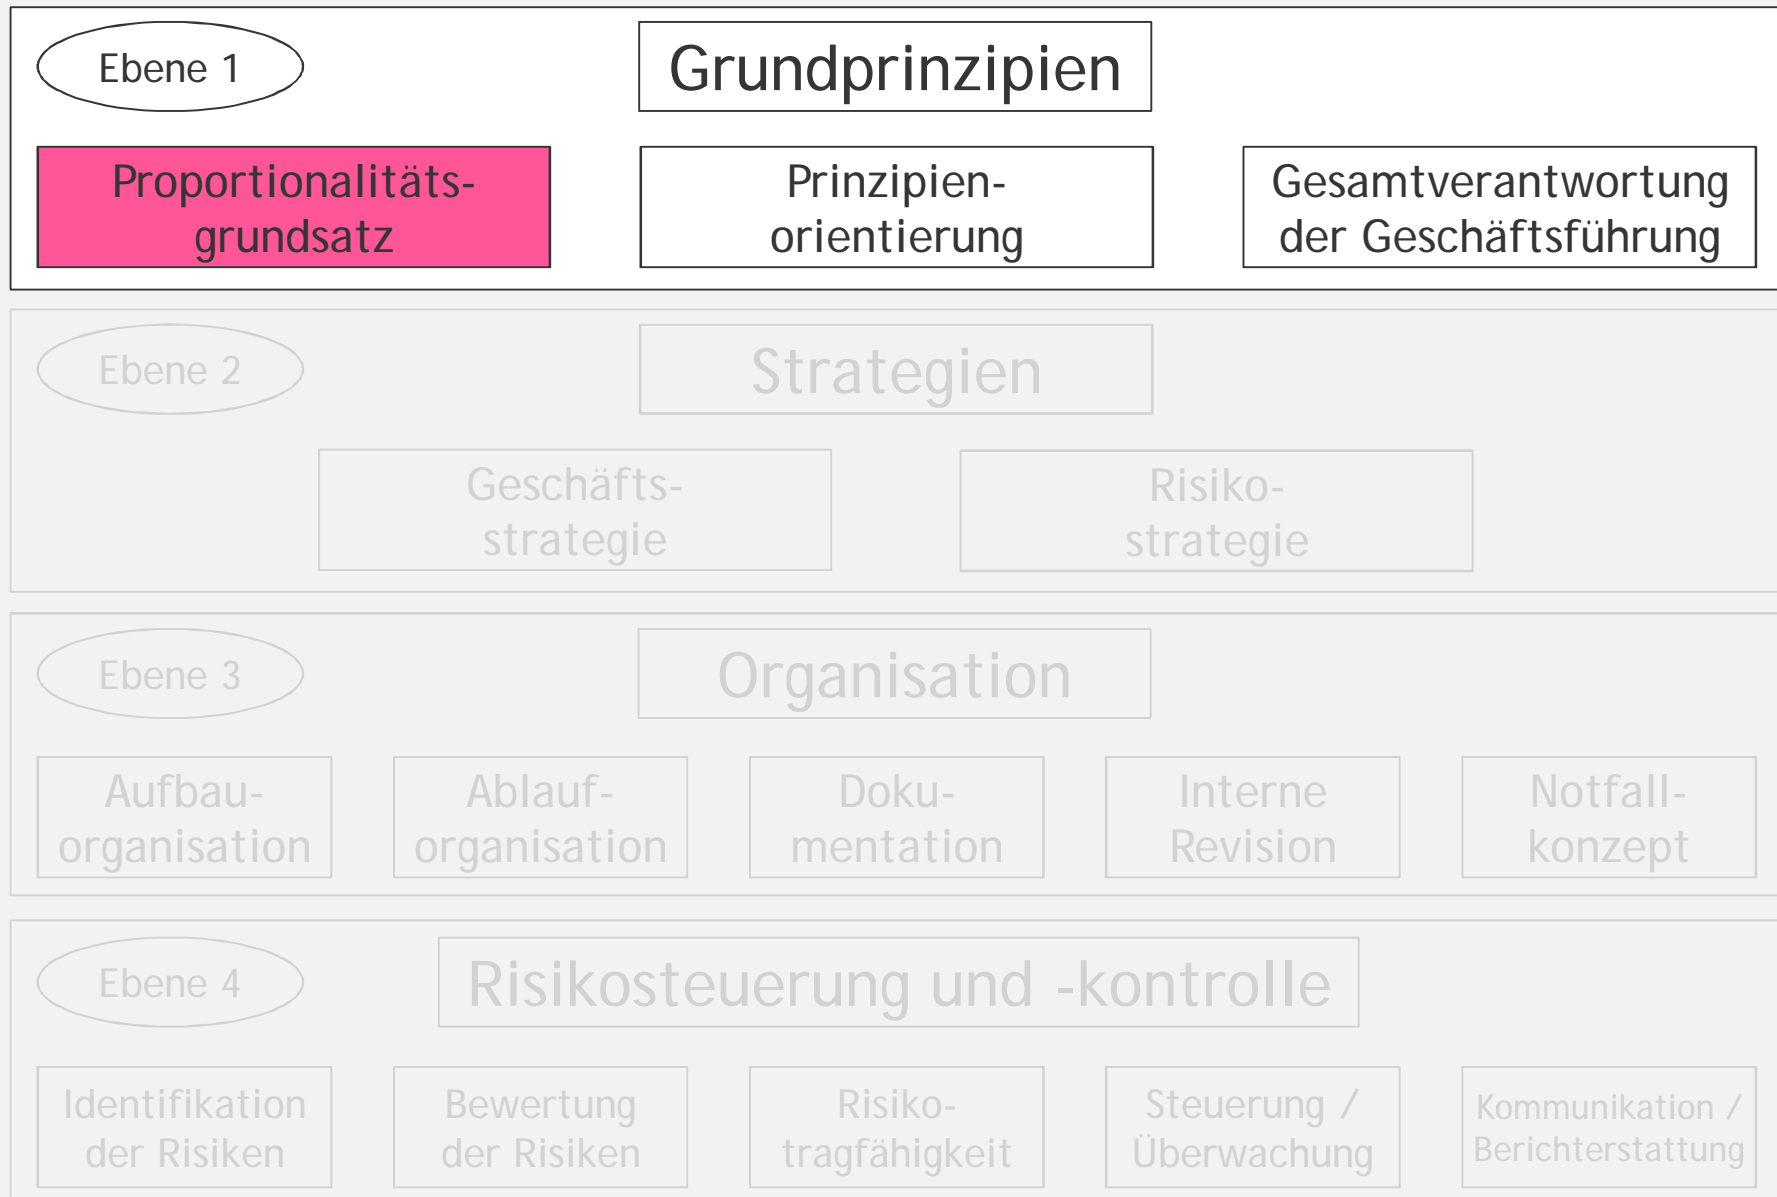 Ebene 1
Grundprinzipien
Proportionalitäts-
grundsatz
Prinzipien-
orientierung
Gesamtverantwortung
der Geschäftsführung
Ebene 2
Strategien
Geschäfts-
strategie
Risiko-
strategie
Ebene 3
Organisation
Aufbau-
organisation
Ablauf-
organisation
Doku-
mentation
Interne
Revision
Notfall-
konzept
Ebene 4
Risikosteuerung und -kontrolle
Identifikation
der Risiken
Bewertung
der Risiken
Risiko-
tragfähigkeit
Steuerung /
Überwachung
Kommunikation /
Berichterstattung